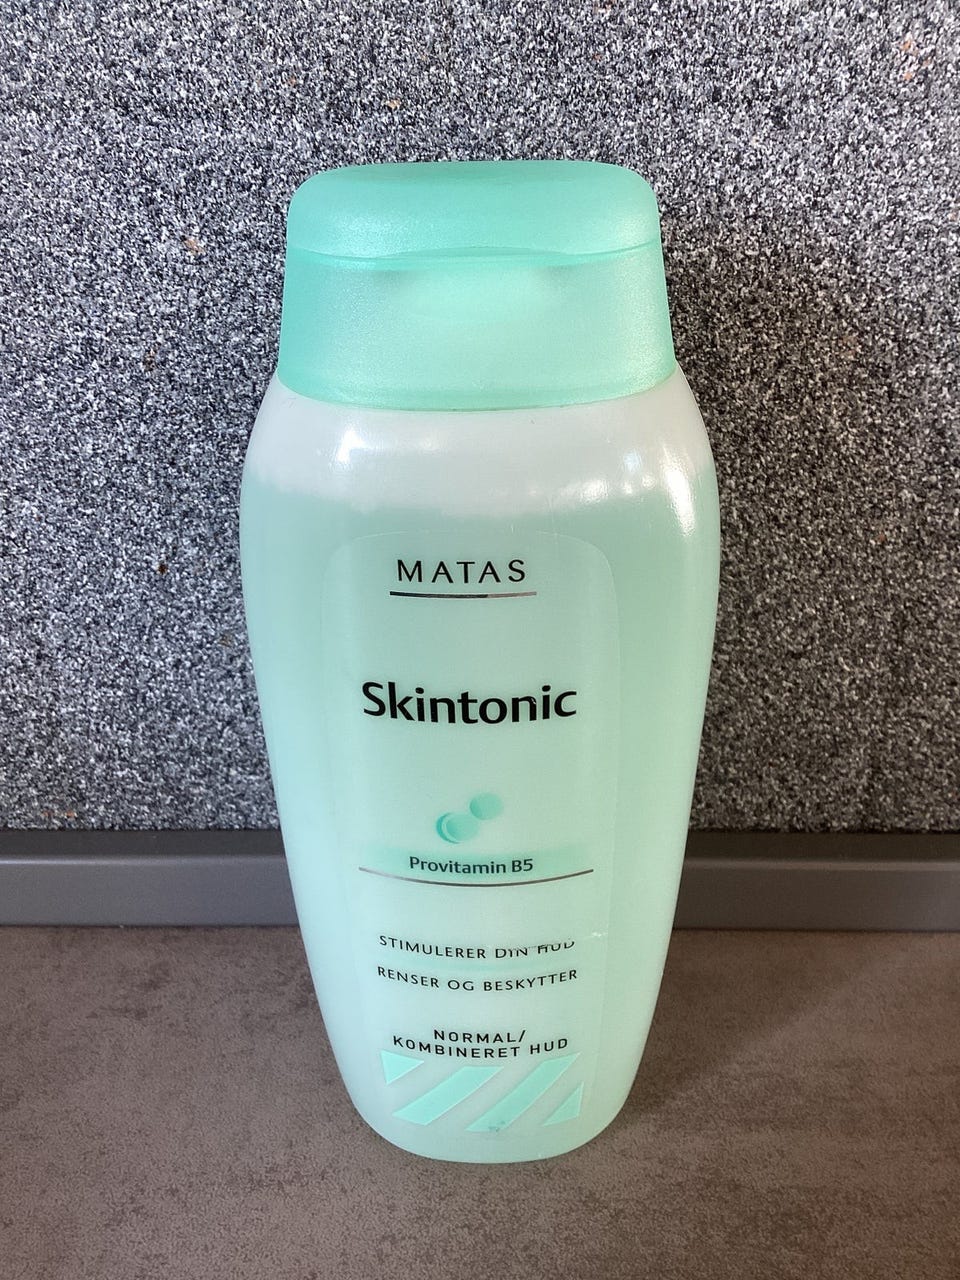 MATAS
Skintonic
Provitamin B5
STIMULERER DIN HUD
RENSER OG BESKYTTER
NORMAL/
KOMBINERET HUD